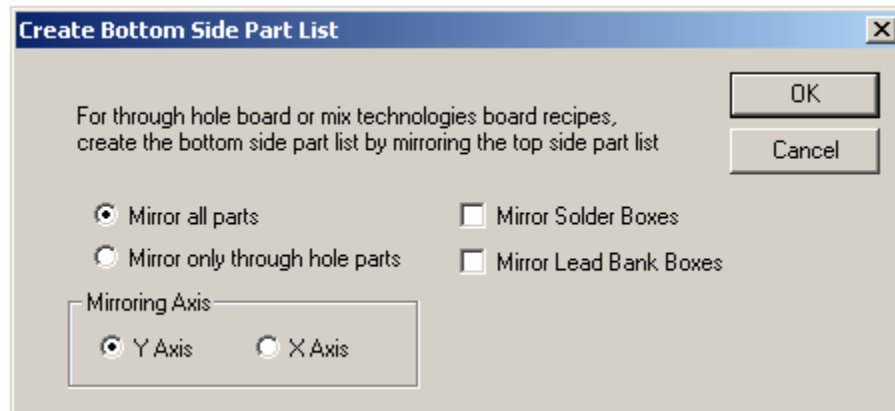 Create Bottom Side Part List
For through hole board or mix technologies board recipes,
create the bottom side part list by mirroring the top side part list
OK
Cancel
Mirror all parts
Mirror Solder Boxes
Mirror only through hole parts
Mirror Lead Bank Boxes
Mirroring Axis
Y Axis
X Axis